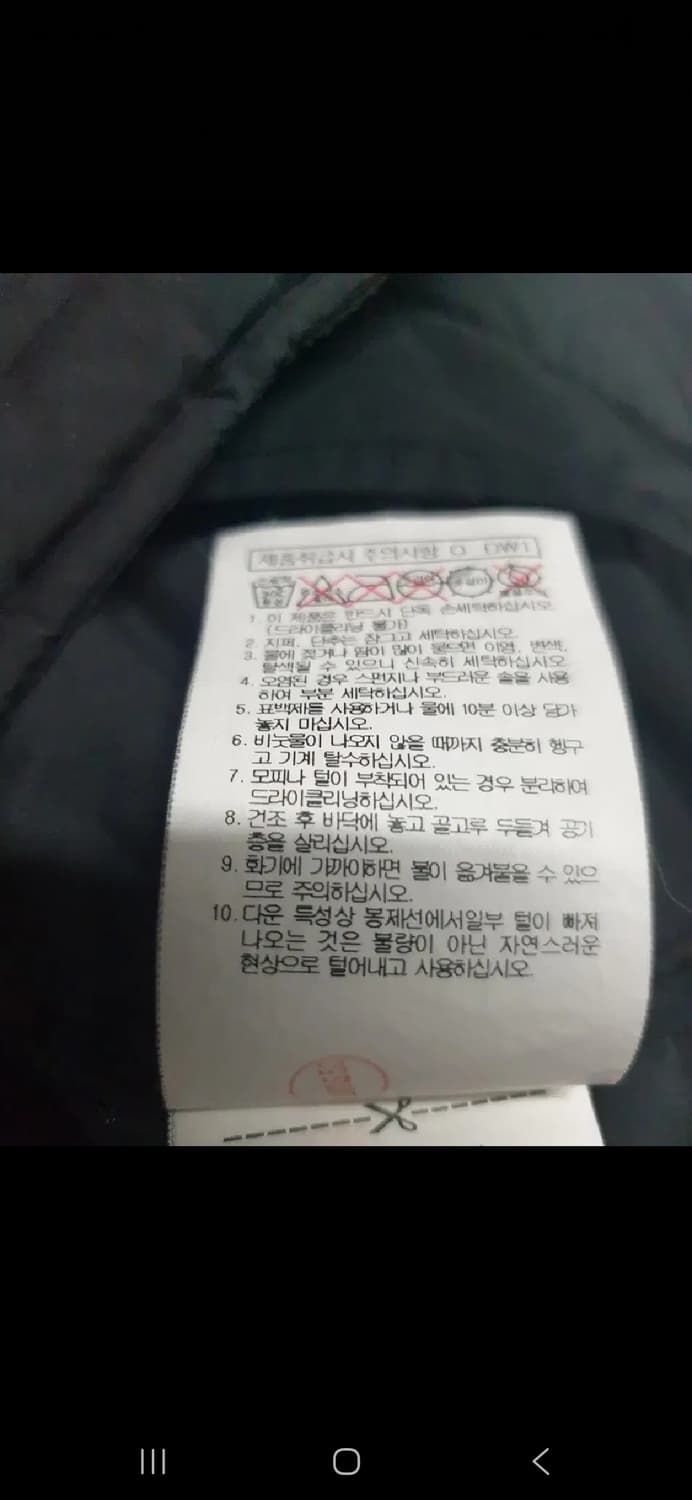 제품취급시 주의사항 O DW1
1. 이 제품은 반드시 단독 손세탁하십시오.
(드라이클리닝 불가)
2. 지퍼, 단추는 잠그고 세탁하십시오.
3. 물에 젖거나 땀이 많이 묻으면 이염, 변색,
탈색될 수 있으니 신속히 세탁하십시오.
4. 오염된 경우 스펀지나 부드러운 솔을 사용
하여 부분 세탁하십시오.
5. 표백제를 사용하거나 물에 10분 이상 담가
놓지 마십시오.
6. 비눗물이 나오지 않을 때까지 충분히 헹구
고 기계 탈수하십시오.
7. 모피나 털이 부착되어 있는 경우 분리하여
드라이클리닝하십시오.
8. 건조 후 바닥에 놓고 골고루 두들겨 공기
층을 살리십시오.
9. 화기에 가까이하면 불이 옮겨붙을 수 있으
므로 주의하십시오.
10. 다운 특성상 봉제선에서일부 털이 빠져
나오는 것은 불량이 아닌 자연스러운
현상으로 털어내고 사용하십시오.